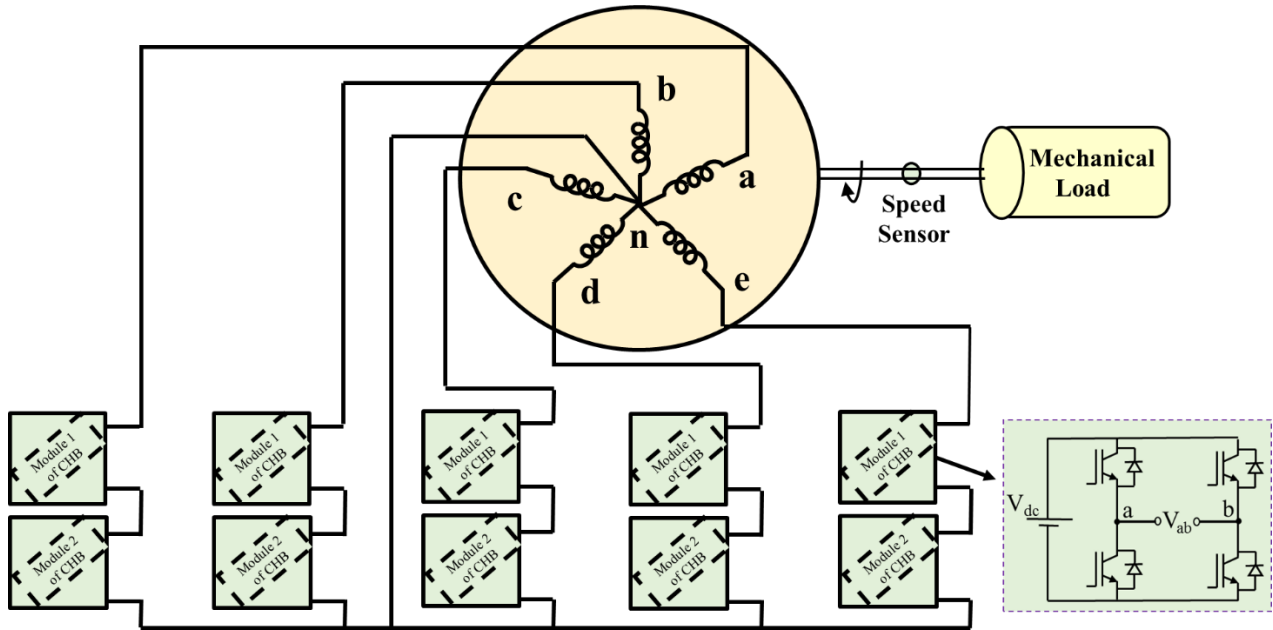 b
a
c
n
d
e
Mechanical
Load
Speed
Sensor
Module 1
of CHB
Module 1
of CHB
Module 1
of CHB
Module 1
of CHB
Module 1
of CHB
Module 2
of CHB
Module 2
of CHB
Module 2
of CHB
Module 2
of CHB
Module 2
of CHB
Vdc
a
Vab
b